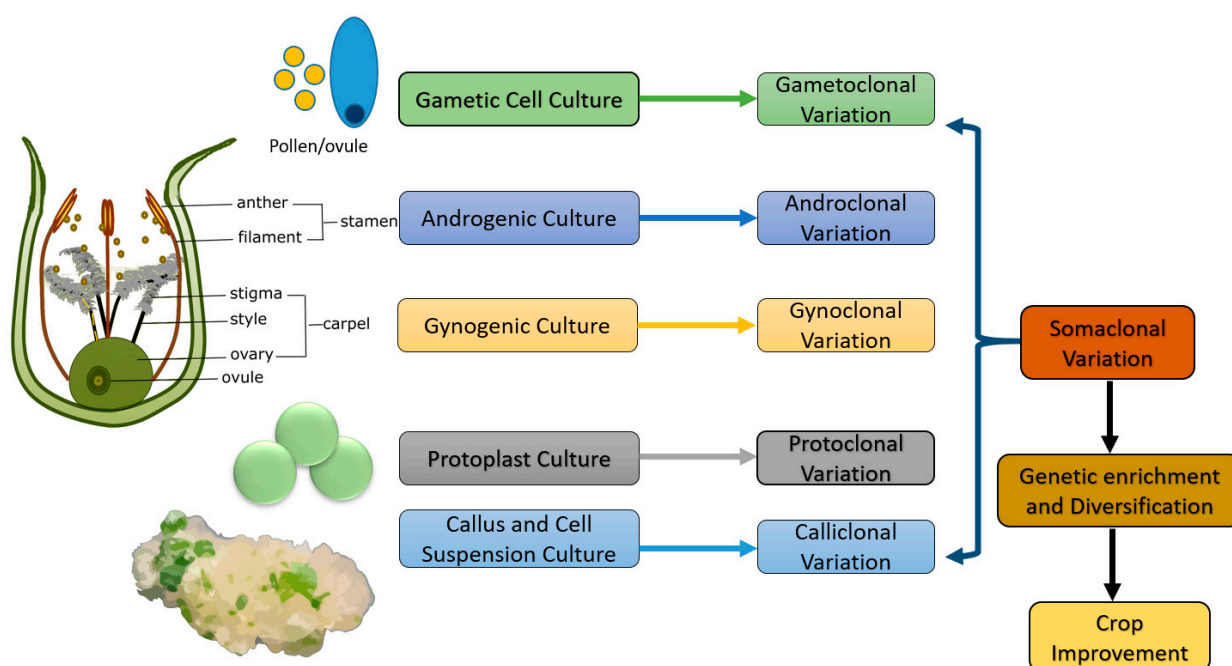 Pollen/ovule
anther
filament
stamen
stigma
style
carpel
ovary
ovule
Gametic Cell Culture
Gametoclonal
Variation
Androgenic Culture
Androclonal
Variation
Gynogenic Culture
Gynoclonal
Variation
Protoplast Culture
Protoclonal
Variation
Callus and Cell
Suspension Culture
Calliclonal
Variation
Somaclonal
Variation
Genetic enrichment
and Diversification
Crop
Improvement